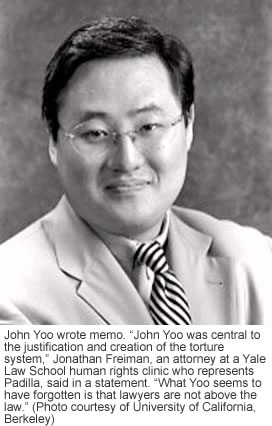 John Yoo wrote memo. “John Yoo was central to
the justification and creation of the torture
system,” Jonathan Freiman, an attorney at a Yale
Law School human rights clinic who represents
Padilla, said in a statement. “What Yoo seems to
have forgotten is that lawyers are not above the
law.” (Photo courtesy of University of California,
Berkeley)